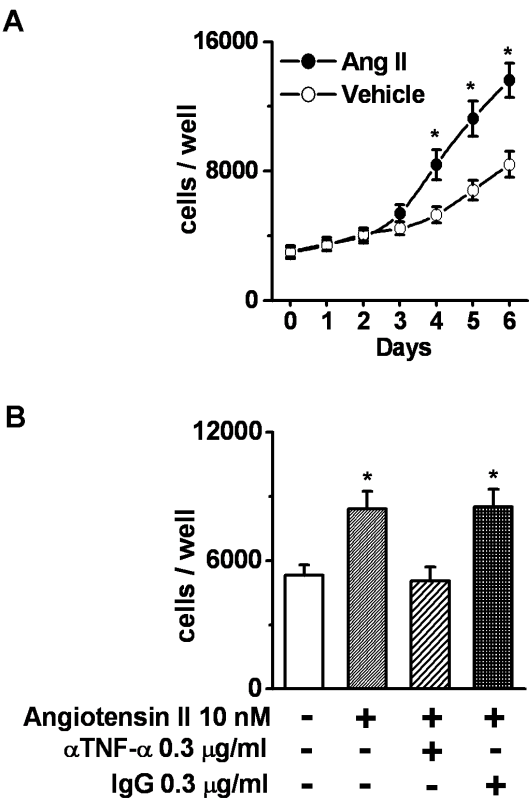 A
16000
8000
0
cells / well
Ang II
Vehicle
*
*
*
0 1 2 3 4 5 6
Days
B
12000
6000
0
cells / well
* *
Angiotensin II 10 nM - + + +
αTNF-α 0.3 μg/ml - - + -
IgG 0.3 μg/ml - - - +